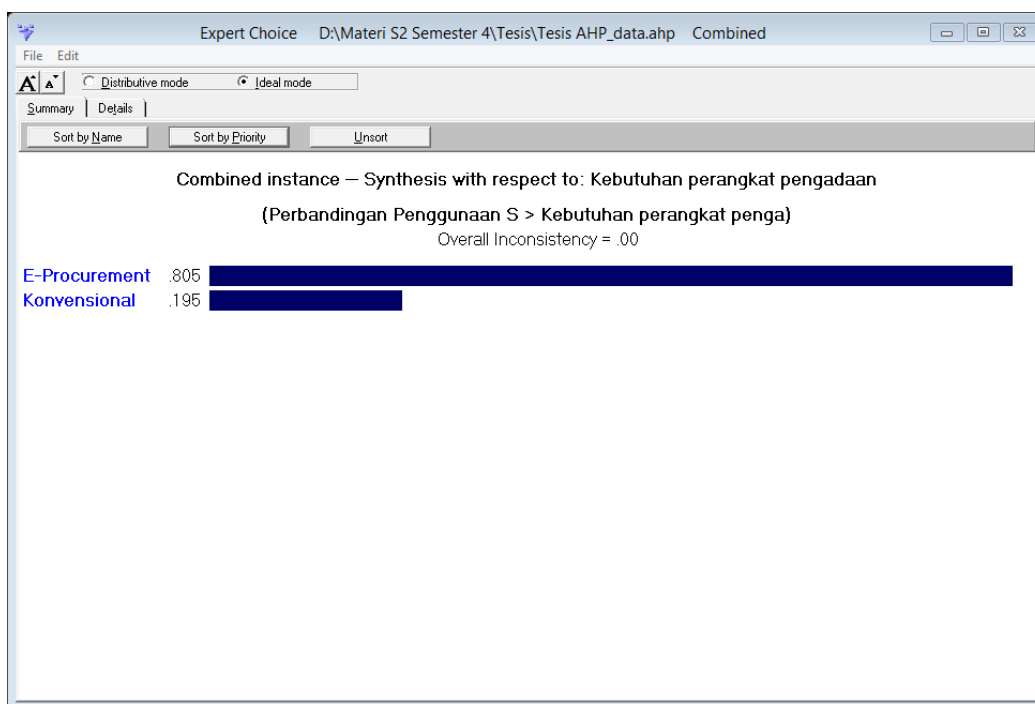 Expert Choice D:\Materi S2 Semester 4\Tesis\Tesis AHP_data.ahp Combined
File Edit
A A Distributive mode Ideal mode
Summary Details
Sort by Name Sort by Priority Unsort
Combined instance — Synthesis with respect to: Kebutuhan perangkat pengadaan
(Perbandingan Penggunaan S > Kebutuhan perangkat penga)
Overall Inconsistency = .00
E-Procurement .805
Konvensional .195